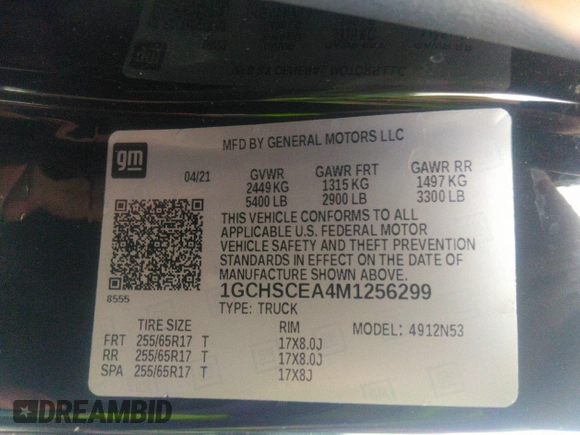 gm
MFD BY GENERAL MOTORS LLC
04/21 GVWR GAWR FRT GAWR RR
2449 KG 1315 KG 1497 KG
5400 LB 2900 LB 3300 LB
THIS VEHICLE CONFORMS TO ALL
APPLICABLE U.S. FEDERAL MOTOR
VEHICLE SAFETY AND THEFT PREVENTION
STANDARDS IN EFFECT ON THE DATE OF
MANUFACTURE SHOWN ABOVE.
8555
1GCHSCEA4M1256299
TYPE: TRUCK
TIRE SIZE RIM MODEL: 4912N53
FRT 255/65R17 T 17X8.0J
RR 255/65R17 T 17X8.0J
SPA 255/65R17 T 17X8J
DREAMBID